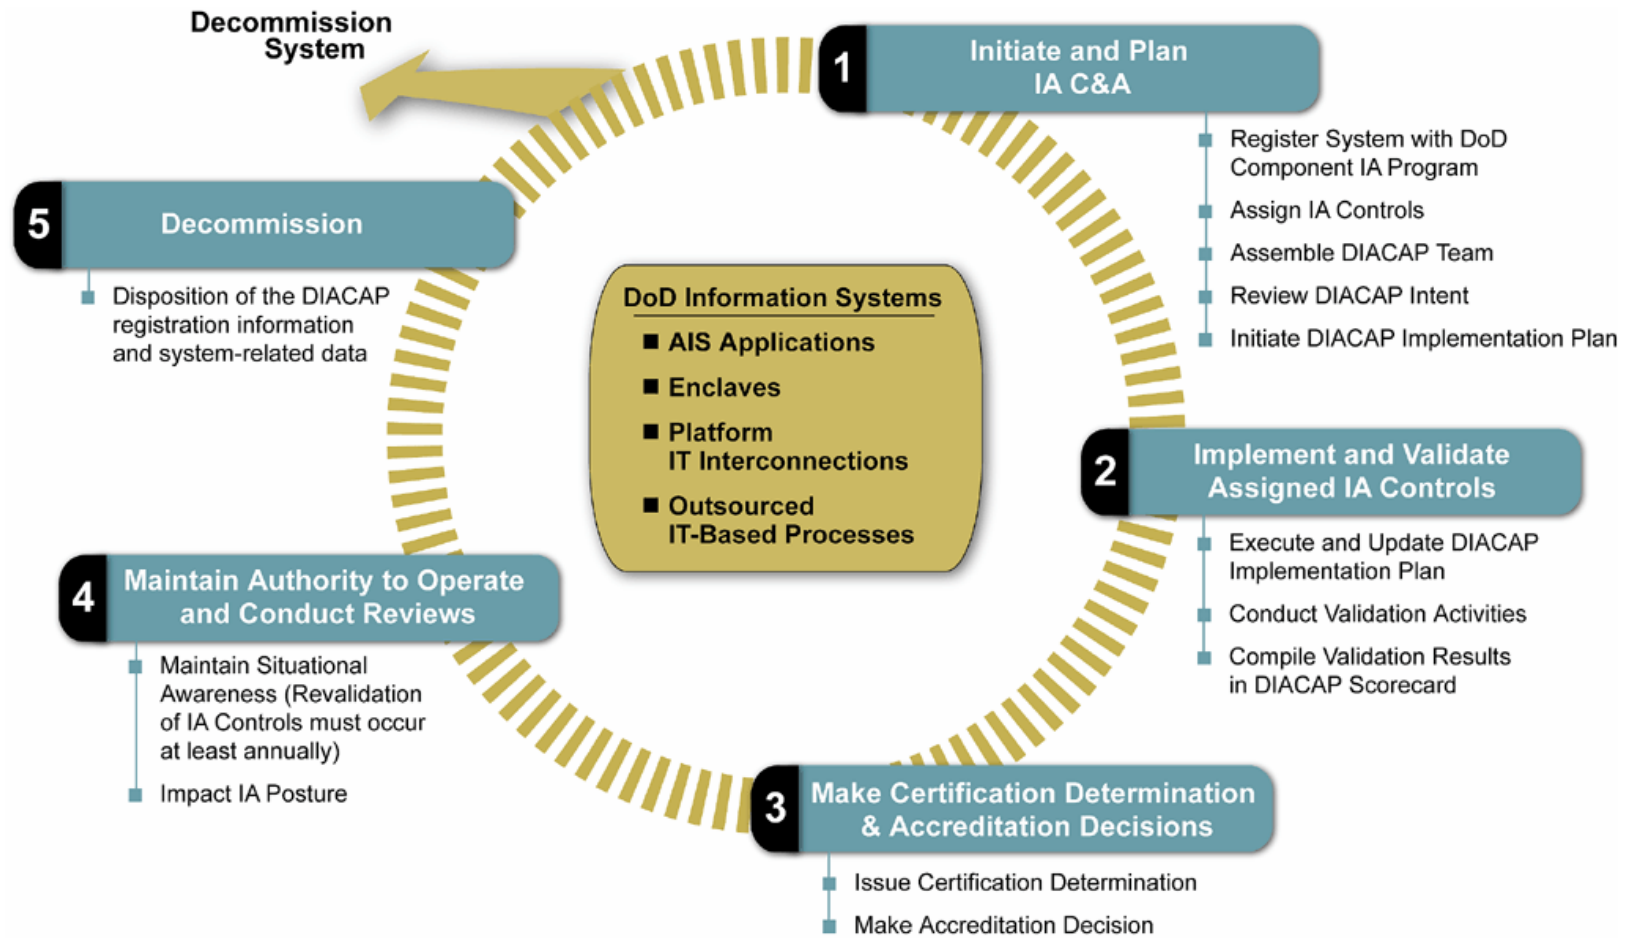 Decommission
System
1
Initiate and Plan
IA C&A
Register System with DoD
Component IA Program
Assign IA Controls
Assemble DIACAP Team
Review DIACAP Intent
Initiate DIACAP Implementation Plan
2
Implement and Validate
Assigned IA Controls
Execute and Update DIACAP
Implementation Plan
Conduct Validation Activities
Compile Validation Results
in DIACAP Scorecard
3
Make Certification Determination
& Accreditation Decisions
Issue Certification Determination
Make Accreditation Decision
4
Maintain Authority to Operate
and Conduct Reviews
Maintain Situational
Awareness (Revalidation
of IA Controls must occur
at least annually)
Impact IA Posture
5
Decommission
Disposition of the DIACAP
registration information
and system-related data
DoD Information Systems
AIS Applications
Enclaves
Platform
IT Interconnections
Outsourced
IT-Based Processes